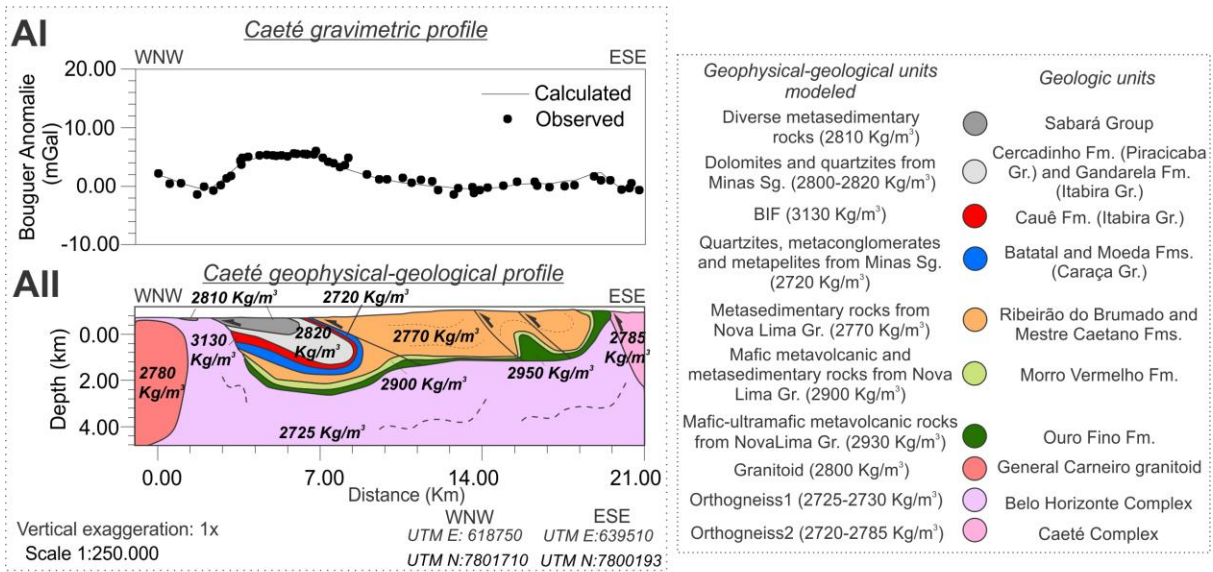 AI
Caeté gravimetric profile
WNW
ESE
20.00
10.00
0.00
-10.00
Bouguer Anomalie
(mGal)
Calculated
Observed
AII
Caeté geophysical-geological profile
WNW
ESE
2810 Kg/m³
2720 Kg/m³
3130
Kg/m³
2820
Kg/m³
2770 Kg/m³
2785
Kg/m³
2780
Kg/m³
2900 Kg/m³
2950 Kg/m³
2725 Kg/m³
0.00
2.00
4.00
Depth (km)
0.00
7.00
14.00
21.00
Distance (Km)
Vertical exaggeration: 1x
Scale 1:250.000
WNW
ESE
UTM E: 618750
UTM E:639510
UTM N:7801710
UTM N:7800193
Geophysical-geological units
modeled
Geologic units
Diverse metasedimentary
rocks (2810 Kg/m³)
Sabará Group
Dolomites and quartzites from
Minas Sg. (2800-2820 Kg/m³)
Cercadinho Fm. (Piracicaba
Gr.) and Gandarela Fm.
(Itabira Gr.)
BIF (3130 Kg/m³)
Cauê Fm. (Itabira Gr.)
Quartzites, metaconglomerates
and metapelites from Minas Sg.
(2720 Kg/m³)
Batatal and Moeda Fms.
(Caraça Gr.)
Metasedimentary rocks from
Nova Lima Gr. (2770 Kg/m³)
Ribeirão do Brumado and
Mestre Caetano Fms.
Mafic metavolcanic and
metasedimentary rocks from Nova
Lima Gr. (2900 Kg/m³)
Morro Vermelho Fm.
Mafic-ultramafic metavolcanic rocks
from NovaLima Gr. (2930 Kg/m³)
Ouro Fino Fm.
Granitoid (2800 Kg/m³)
General Carneiro granitoid
Orthogneiss1 (2725-2730 Kg/m³)
Belo Horizonte Complex
Orthogneiss2 (2720-2785 Kg/m³)
Caeté Complex